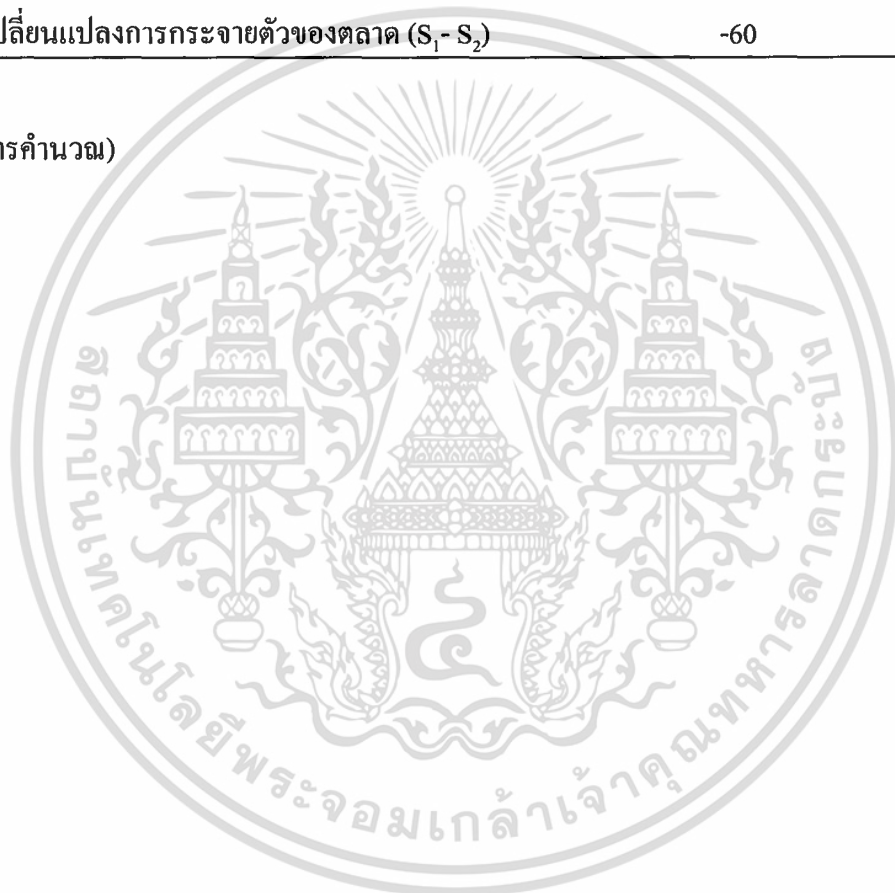 ปลี่ยนแปลงการกระจายตัวของตลาด (S₁- S₂) -60
ารคำนวณ)
สถาบันเทคโนโลยีพระจอมเกล้าเจ้าคุณทหารลาดกระบัง